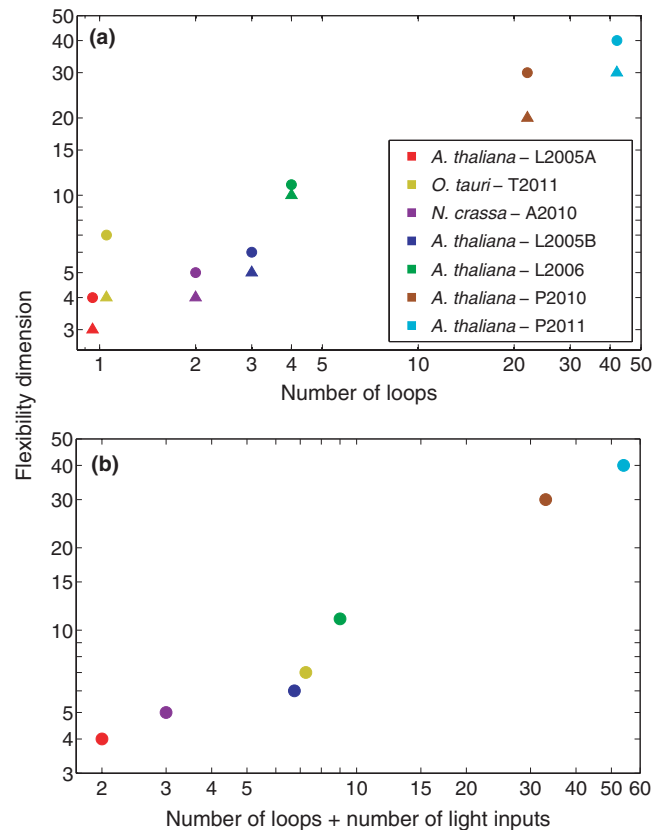 (a)
50
40
30
20
15
10
5
4
3
A. thaliana – L2005A
O. tauri – T2011
N. crassa – A2010
A. thaliana – L2005B
A. thaliana – L2006
A. thaliana – P2010
A. thaliana – P2011
1 2 3 4 5 10 20 30 40 50
Number of loops
Flexibility dimension
(b)
50
40
30
20
15
10
5
4
3
2 3 4 5 10 15 20 30 40 50 60
Number of loops + number of light inputs